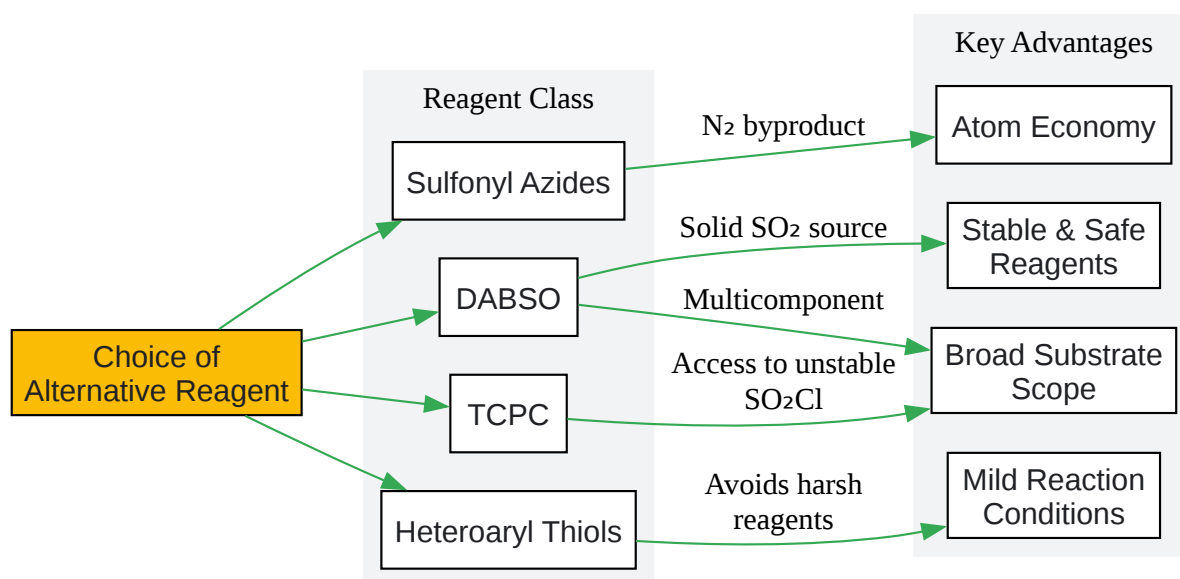 Key Advantages
Reagent Class
N₂ byproduct
Atom Economy
Sulfonyl Azides
Solid SO₂ source
Stable & Safe
Reagents
DABSO
Multicomponent
Choice of
Alternative Reagent
Access to unstable
SO₂Cl
Broad Substrate
Scope
TCPC
Avoids harsh
reagents
Mild Reaction
Conditions
Heteroaryl Thiols